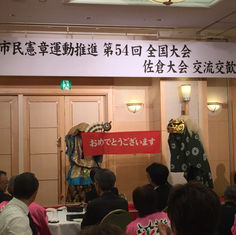 市民憲章運動推進 第54回 全国大会
佐倉大会 交流交歓
おめでとうございます